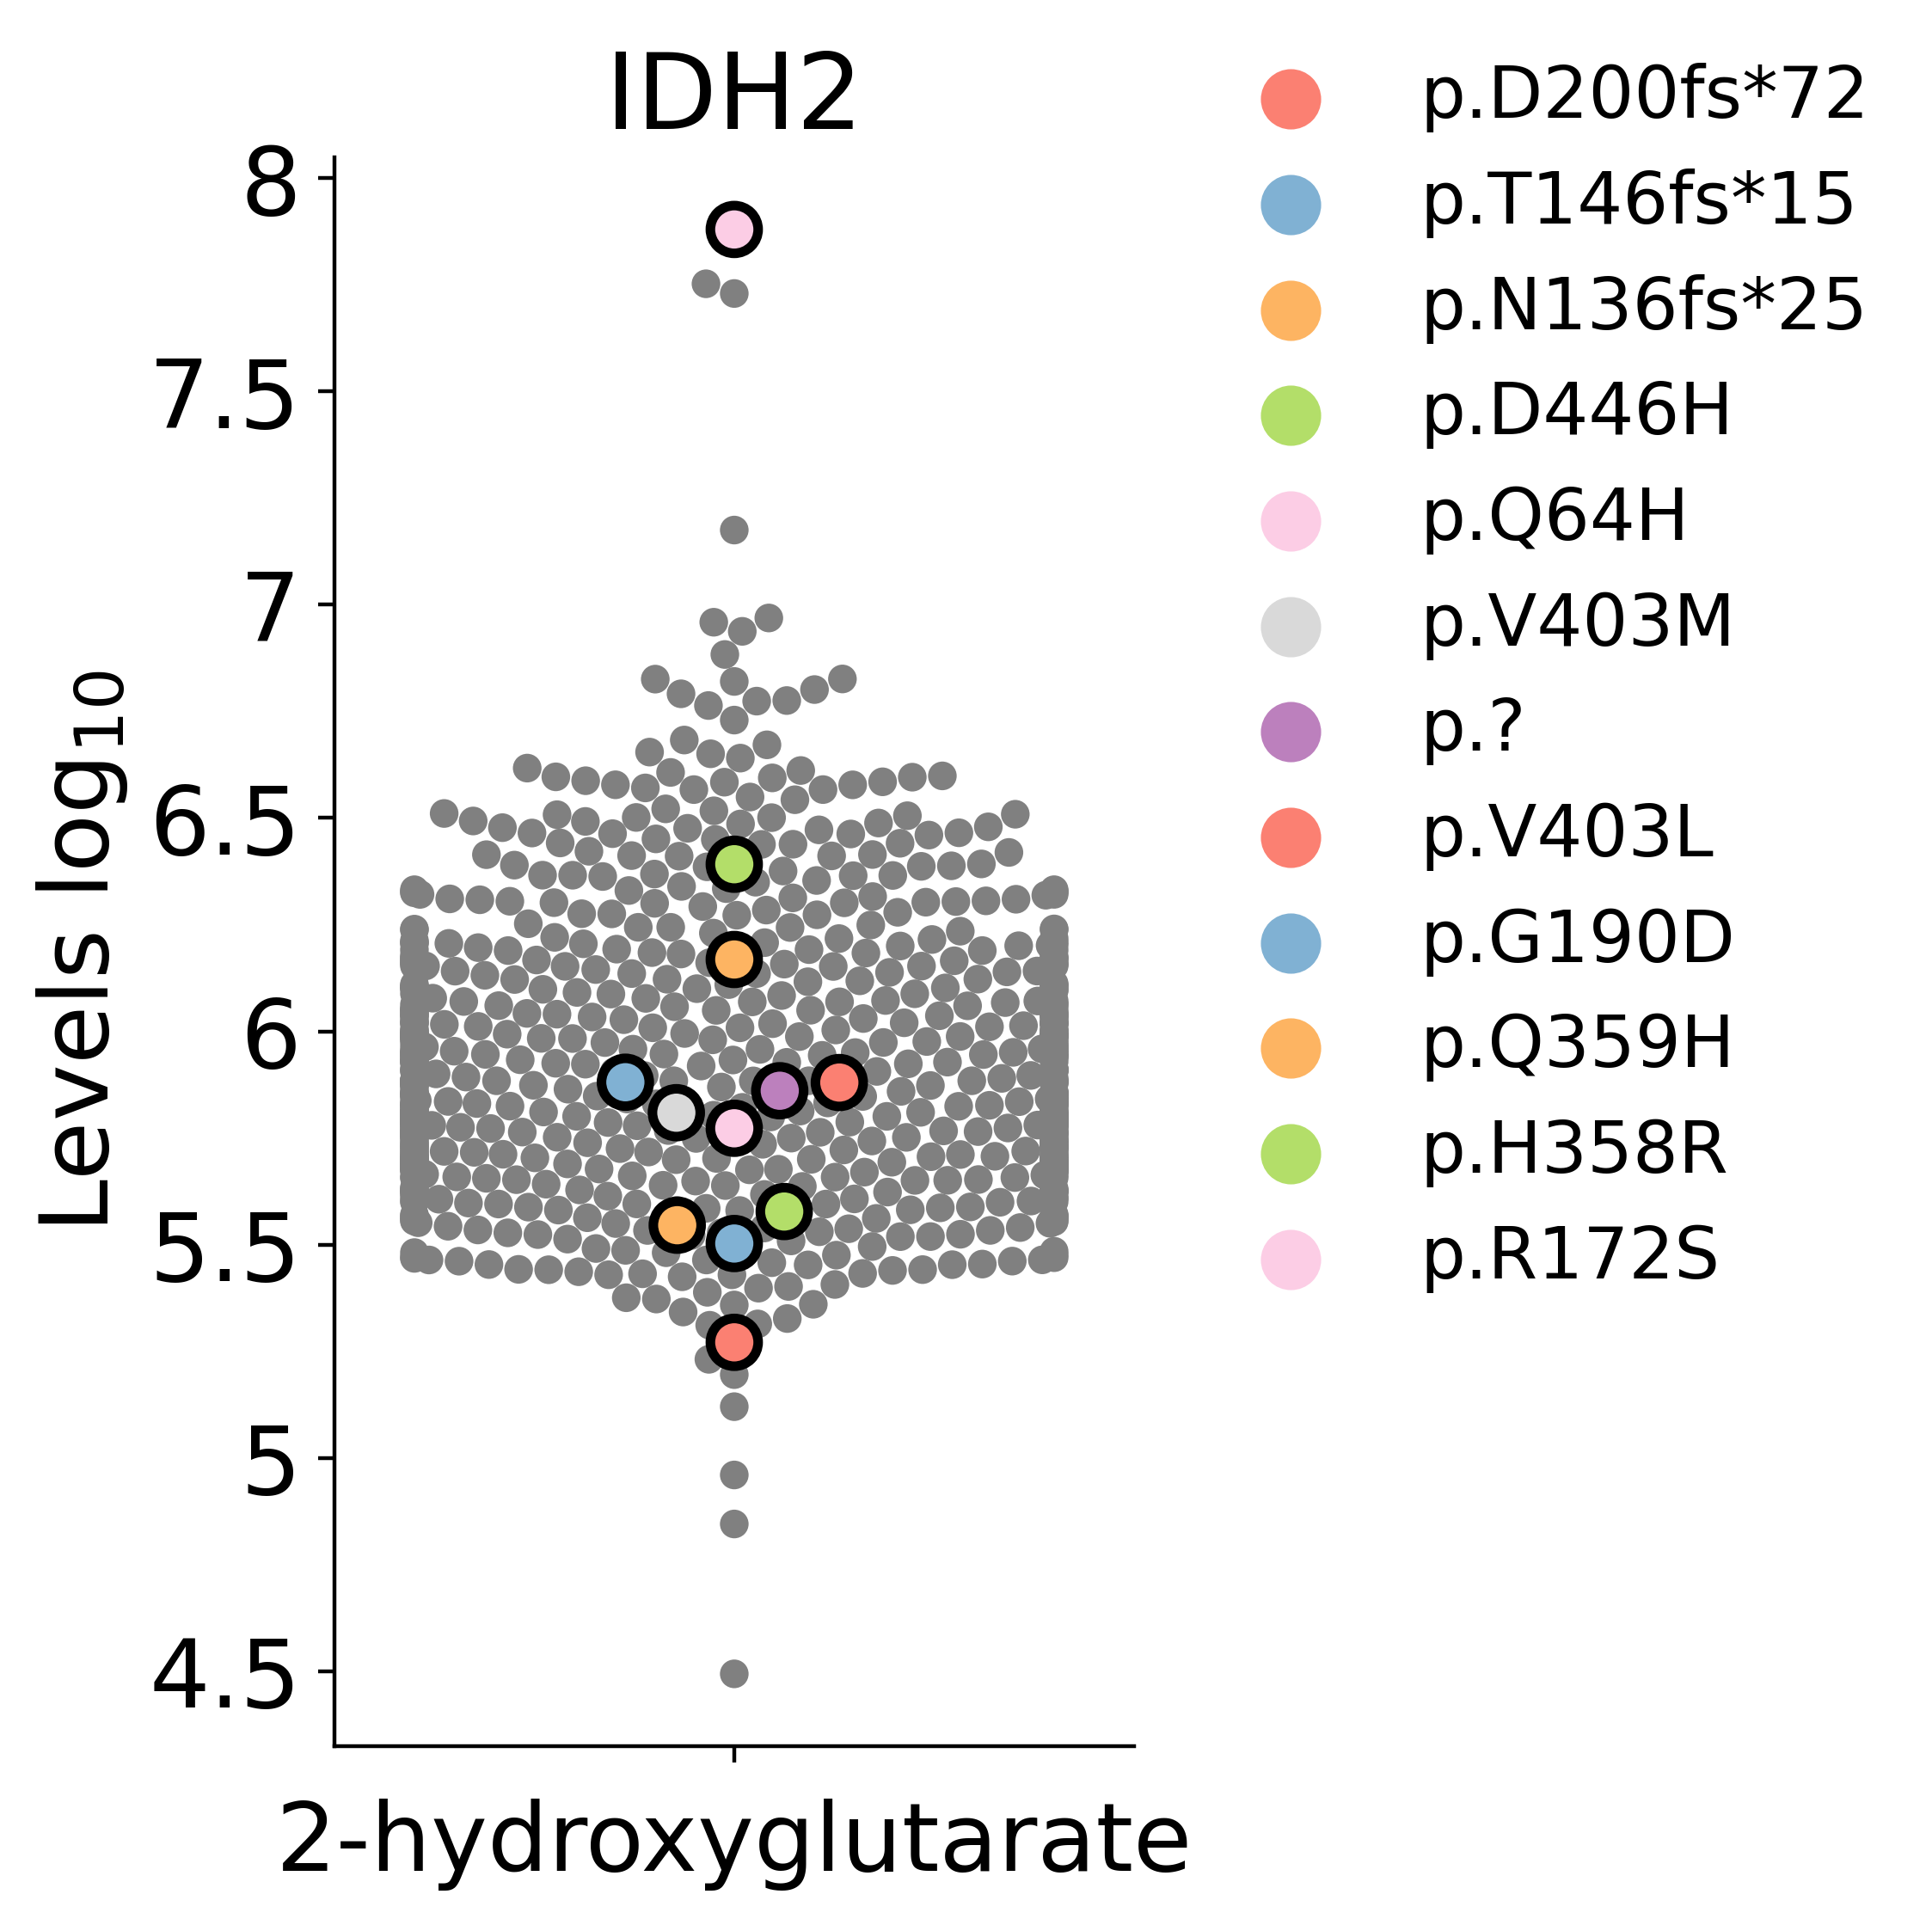 IDH2
8
7.5
7
6.5
6
5.5
5
4.5
Levels log₁₀
2-hydroxyglutarate
p.D200fs*72
p.T146fs*15
p.N136fs*25
p.D446H
p.Q64H
p.V403M
p.?
p.V403L
p.G190D
p.Q359H
p.H358R
p.R172S